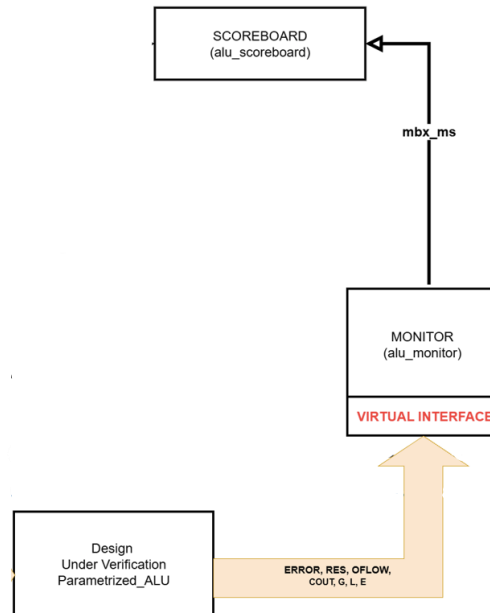 SCOREBOARD
(alu_scoreboard)
mbx_ms
MONITOR
(alu_monitor)
VIRTUAL INTERFACE
Design
Under Verification
Parametrized_ALU
ERROR, RES, OFLOW,
COUT, G, L, E